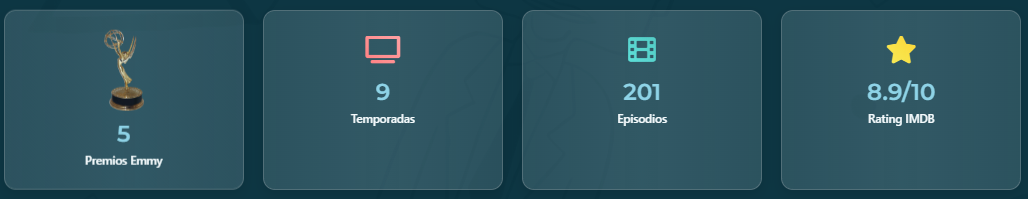 5
Premios Emmy
9
Temporadas
201
Episodios
8.9/10
Rating IMDB